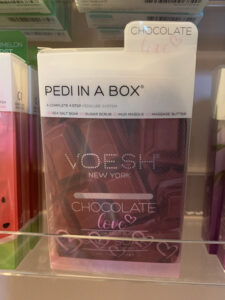 CHOCOLATE
love
PEDI IN A BOX®
A COMPLETE 4 STEP PEDICURE SYSTEM
SEA SALT SOAK SUGAR SCRUB MUD MASQUE MASSAGE BUTTER
VOESH
NEW YORK
CHOCOLATE
love